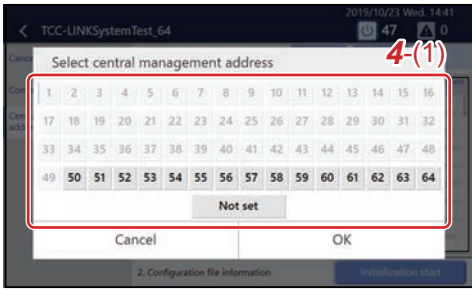 2019/10/23 Wed. 14:41
TCC-LINKSystemTest_64 47 0
4-(1)
Select central management address
1 2 3 4 5 6 7 8 9 10 11 12 13 14 15 16
17 18 19 20 21 22 23 24 25 26 27 28 29 30 31 32
33 34 35 36 37 38 39 40 41 42 43 44 45 46 47 48
49 50 51 52 53 54 55 56 57 58 59 60 61 62 63 64
Not set
Cancel OK
2. Configuration file information Initialization start